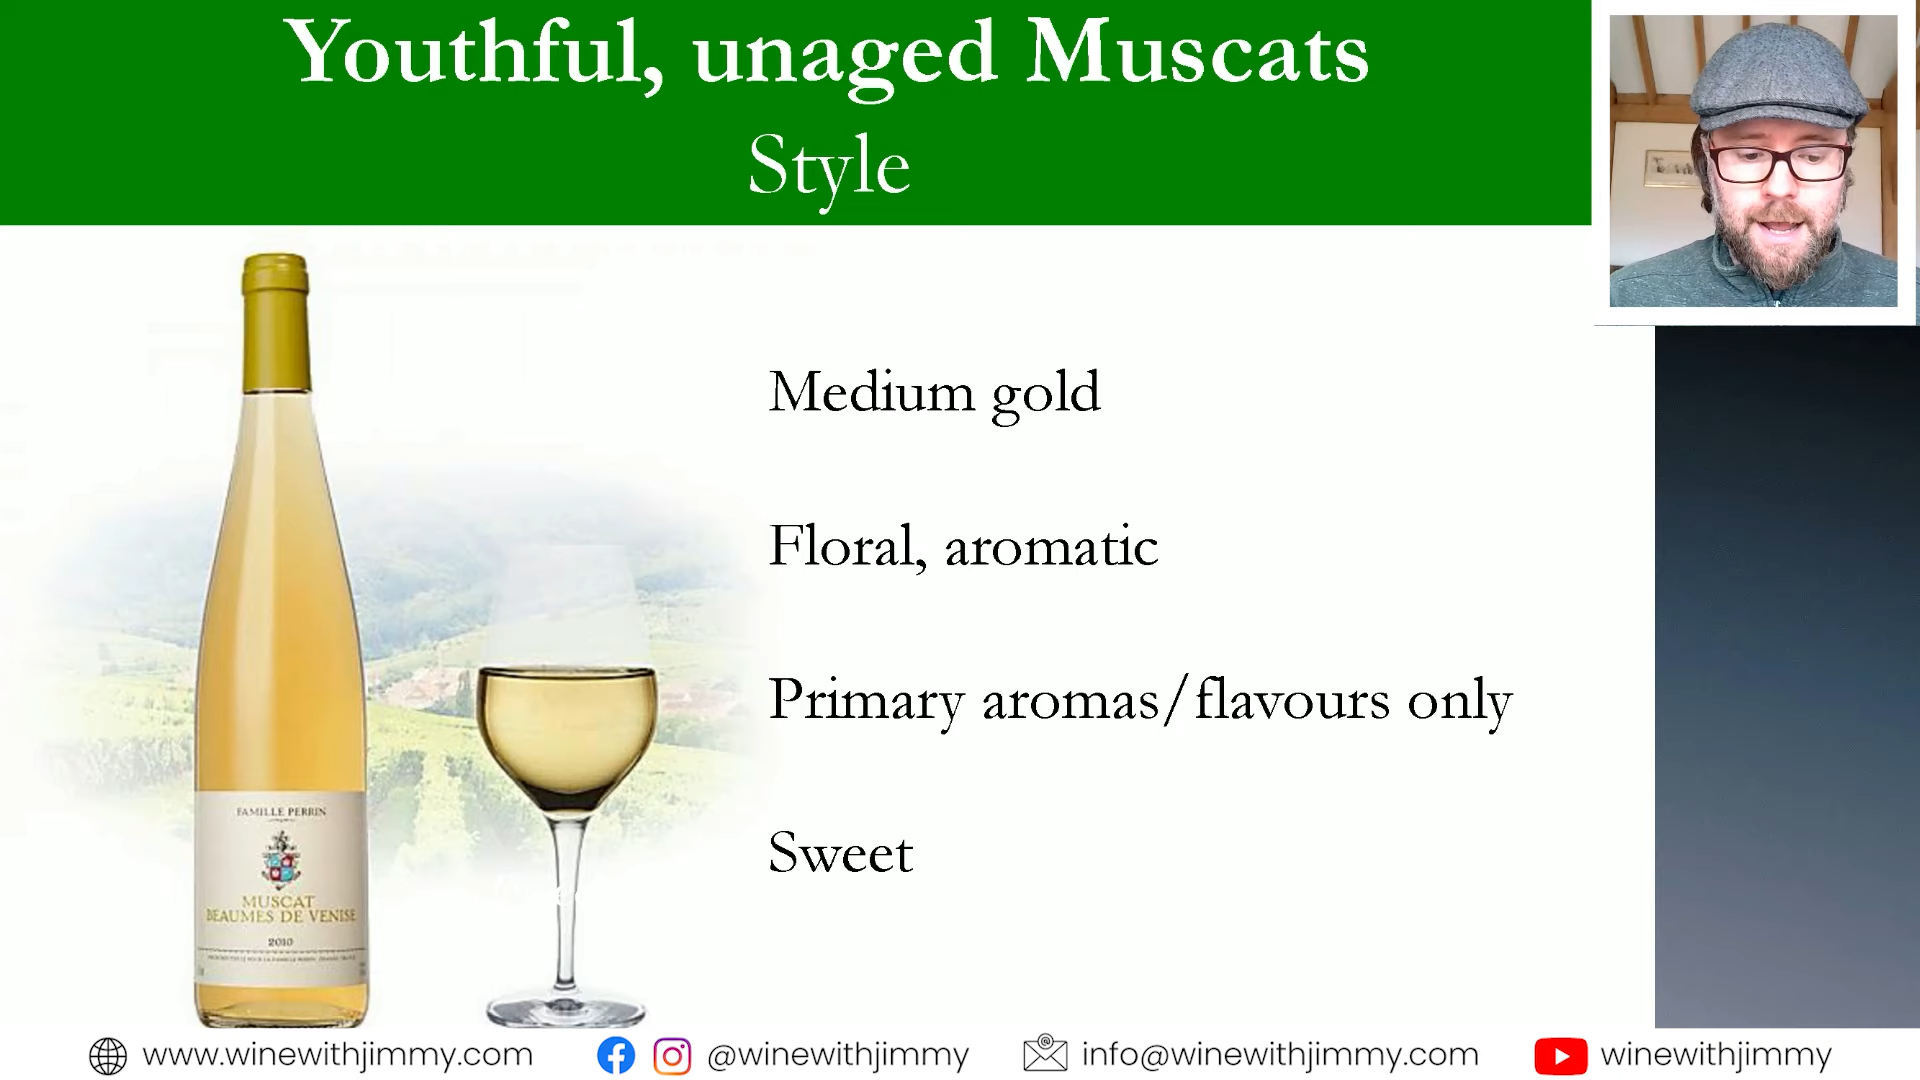 Youthful, unaged Muscats
Style
Medium gold
Floral, aromatic
Primary aromas/flavours only
Sweet
FAMILLE PERRIN
MUSCAT
BEAUMES DE VENISE
2010
www.winewithjimmy.com
@winewithjimmy
info@winewithjimmy.com
winewithjimmy